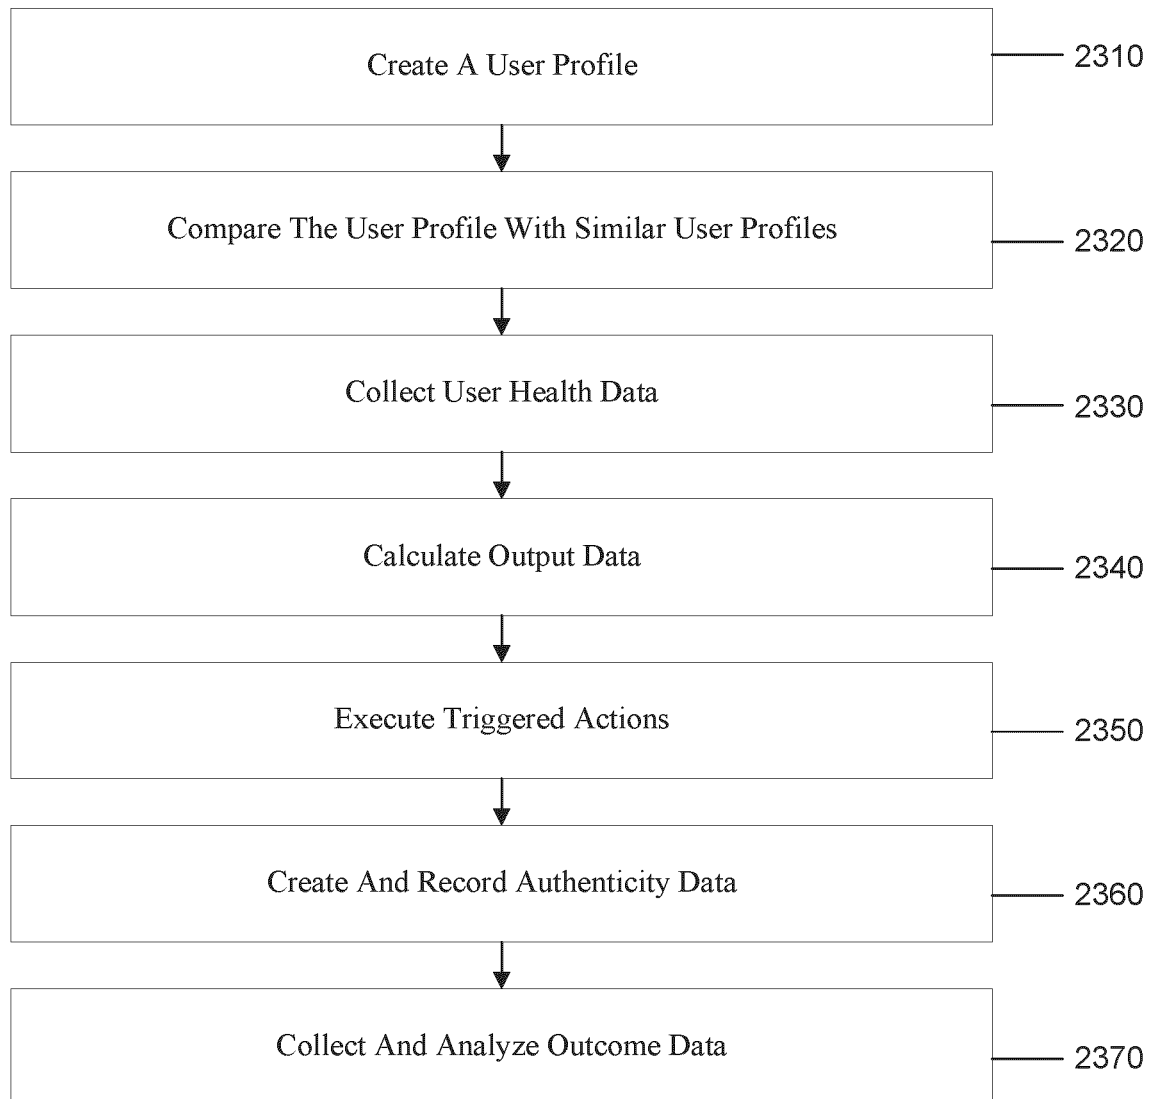 Create A User Profile
2310
Compare The User Profile With Similar User Profiles
2320
Collect User Health Data
2330
Calculate Output Data
2340
Execute Triggered Actions
2350
Create And Record Authenticity Data
2360
Collect And Analyze Outcome Data
2370